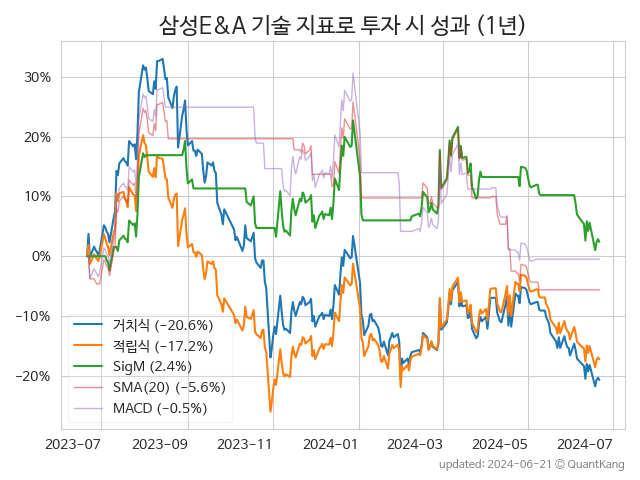 삼성E&A 기술 지표로 투자 시 성과 (1년)
30%
20%
10%
0%
−10%
−20%
거치식 (−20.6%)
적립식 (−17.2%)
SigM (2.4%)
SMA(20) (−5.6%)
MACD (−0.5%)
2023-07
2023-09
2023-11
2024-01
2024-03
2024-05
2024-07
updated: 2024-06-21 © QuantKang